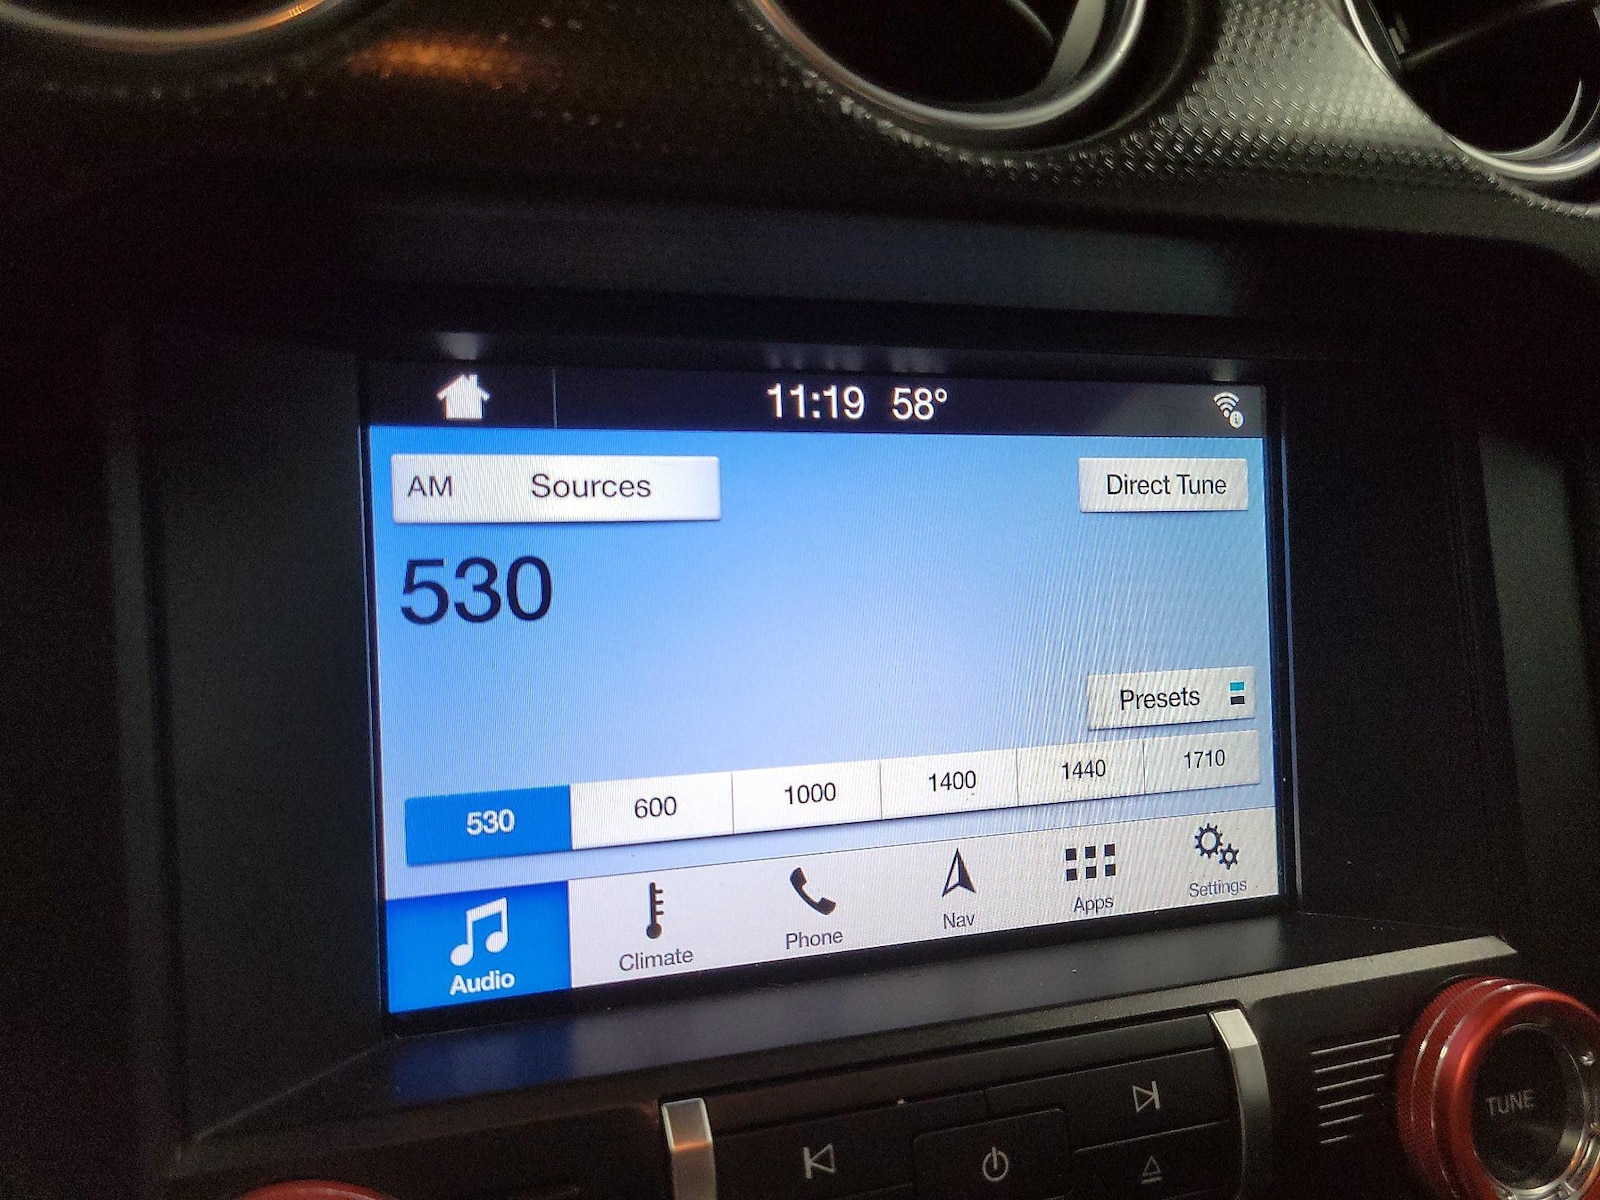 11:19 58°
AM Sources
Direct Tune
530
Presets
530 600 1000 1400 1440 1710
Audio Climate Phone Nav Apps Settings
TUNE